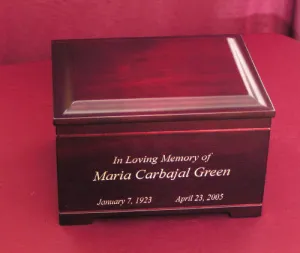 In Loving Memory of
Maria Carbajal Green
January 7, 1923 April 23, 2005